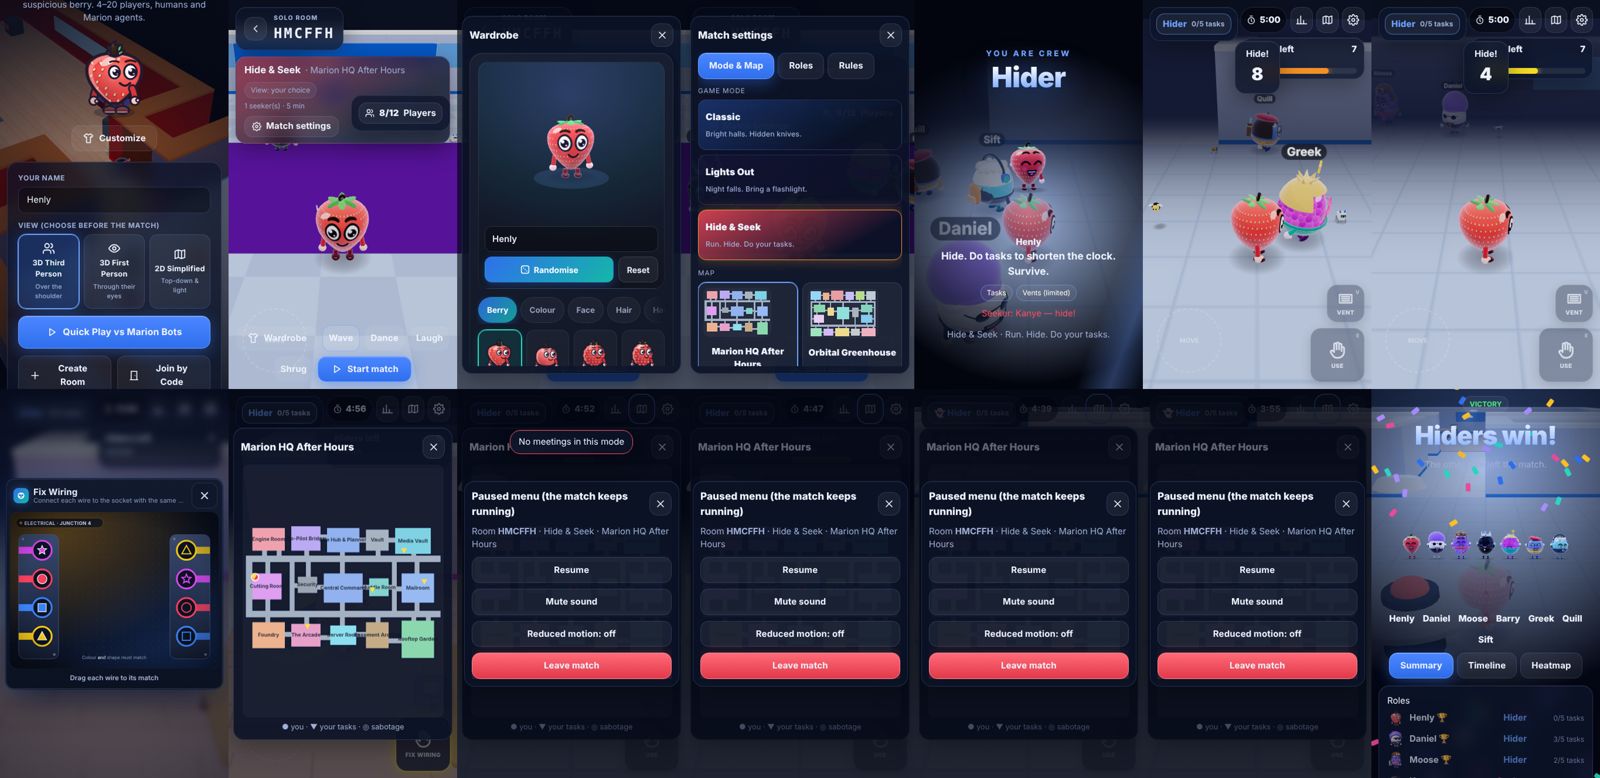 suspicious berry. 4–20 players, humans and
Marion agents.
Customize
YOUR NAME
Henly
VIEW (CHOOSE BEFORE THE MATCH)
3D Third Person
Over the shoulder
3D First Person
Through their eyes
2D Simplified
Top-down & light
Quick Play vs Marion Bots
Create Room
Join by Code
SOLO ROOM
HMCFFH
Hide & Seek · Marion HQ After Hours
View: your choice
1 seeker(s) · 5 min
8/12 Players
Match settings
Wardrobe
Wave
Dance
Laugh
Shrug
Start match
Wardrobe
Henly
Randomise
Reset
Berry
Colour
Face
Hair
Match settings
Mode & Map
Roles
Rules
GAME MODE
Classic
Bright halls. Hidden knives.
Lights Out
Night falls. Bring a flashlight.
Hide & Seek
Run. Hide. Do your tasks.
MAP
Marion HQ After Hours
Orbital Greenhouse
YOU ARE CREW
Hider
Sift
Daniel
Henly
Hide. Do tasks to shorten the clock.
Survive.
Tasks
Vents (limited)
Seeker: Kanye — hide!
Hide & Seek · Run. Hide. Do your tasks.
Hider 0/5 tasks
5:00
Hide!
8
left
7
Quill
Greek
MOVE
VENT
USE
Hider 0/5 tasks
5:00
Hide!
4
left
7
Daniel
MOVE
VENT
USE
Fix Wiring
Connect each wire to the socket with the same ...
ELECTRICAL · JUNCTION 4
Colour and shape must match
Drag each wire to its match
Hider 0/5 tasks
4:56
Marion HQ After Hours
Engine Room
Vault
Media Vault
Cutting Room
Security
Central Command
Mailroom
Foundry
The Arcade
Rooftop Garden
you
your tasks
sabotage
FIX WIRING
Hider 0/5 tasks
4:52
No meetings in this mode
Paused menu (the match keeps
running)
Room HMCFFH · Hide & Seek · Marion HQ After
Hours
Resume
Mute sound
Reduced motion: off
Leave match
you
your tasks
sabotage
Hider 0/5 tasks
4:47
Marion HQ After Hours
Paused menu (the match keeps
running)
Room HMCFFH · Hide & Seek · Marion HQ After
Hours
Resume
Mute sound
Reduced motion: off
Leave match
you
your tasks
sabotage
USE
4:39
Marion HQ After Hours
Paused menu (the match keeps
running)
Room HMCFFH · Hide & Seek · Marion HQ After
Hours
Resume
Mute sound
Reduced motion: off
Leave match
you
your tasks
sabotage
USE
3:55
Marion HQ After Hours
Paused menu (the match keeps
running)
Room HMCFFH · Hide & Seek · Marion HQ After
Hours
Resume
Mute sound
Reduced motion: off
Leave match
you
your tasks
sabotage
USE
VICTORY
Hiders win!
Henly Daniel Moose Barry Greek Quill
Sift
Summary
Timeline
Heatmap
Roles
Henly
Hider
0/5 tasks
Daniel
Hider
3/5 tasks
Moose
Hider
2/5 tasks